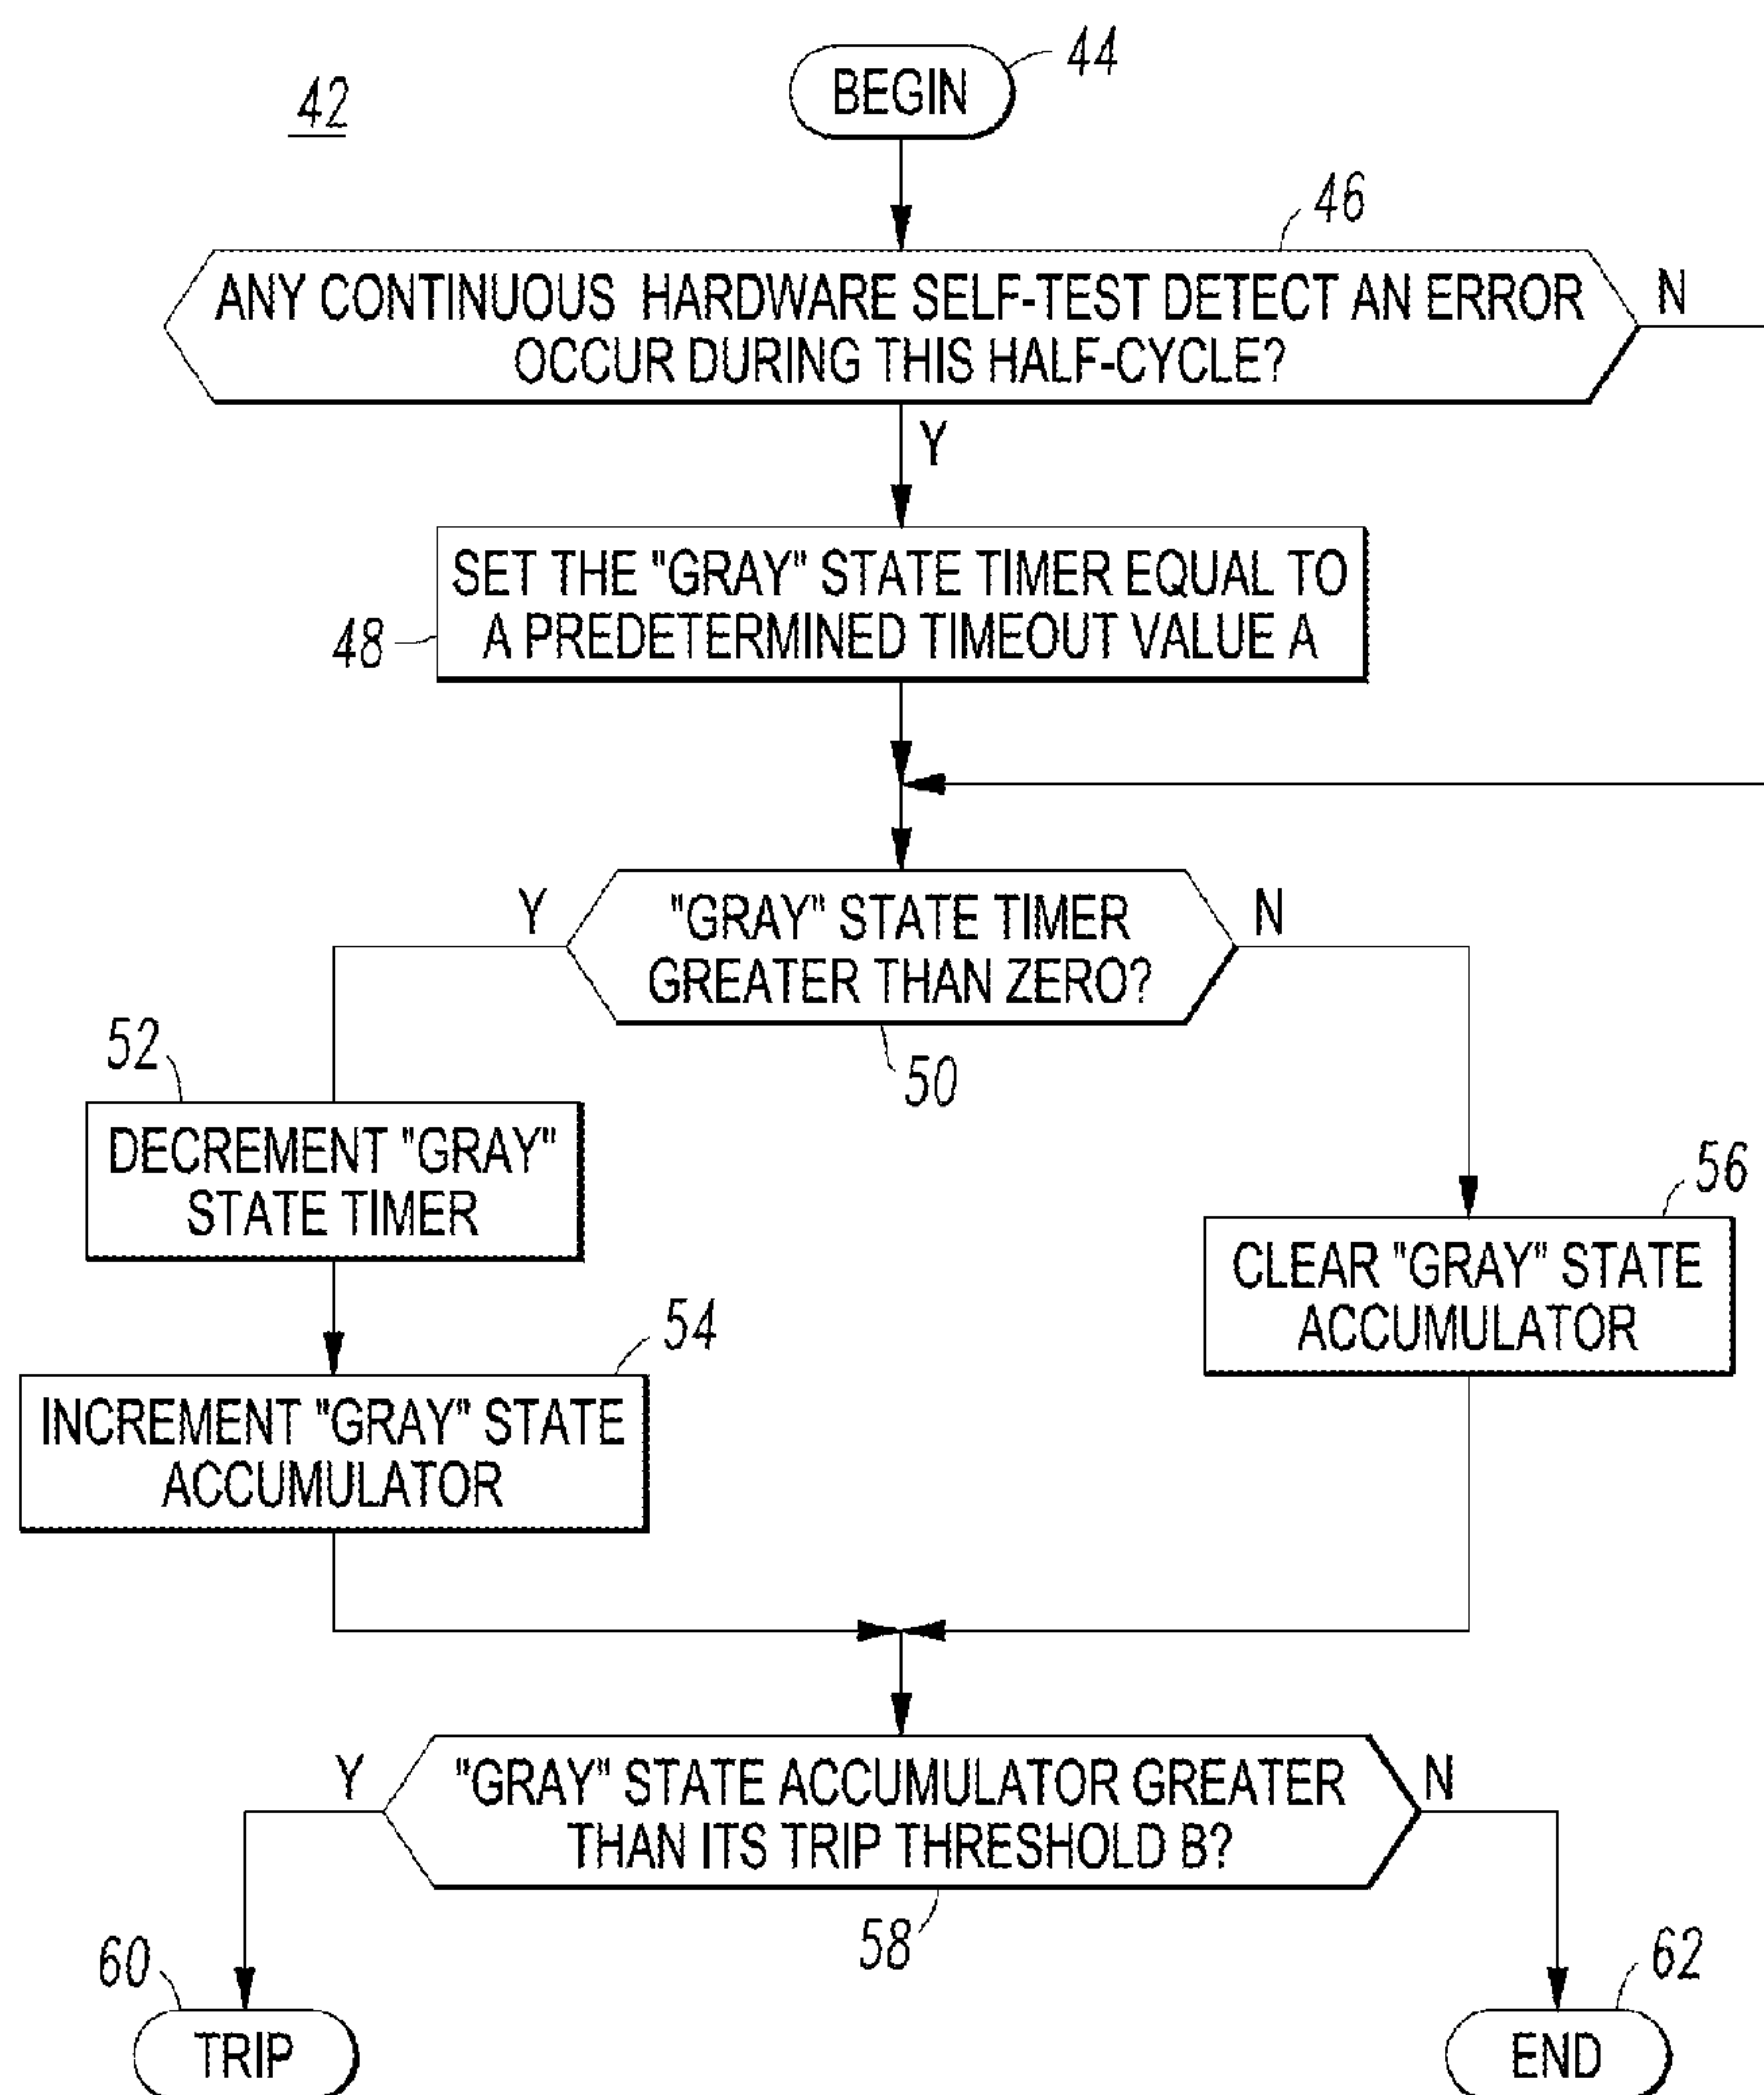 42
BEGIN
44
46
ANY CONTINUOUS HARDWARE SELF-TEST DETECT AN ERROR
OCCUR DURING THIS HALF-CYCLE?
N
Y
SET THE "GRAY" STATE TIMER EQUAL TO
A PREDETERMINED TIMEOUT VALUE A
48
Y
"GRAY" STATE TIMER
GREATER THAN ZERO?
N
50
52
DECREMENT "GRAY"
STATE TIMER
56
CLEAR "GRAY" STATE
ACCUMULATOR
54
INCREMENT "GRAY" STATE
ACCUMULATOR
Y
"GRAY" STATE ACCUMULATOR GREATER
THAN ITS TRIP THRESHOLD B?
N
58
60
TRIP
62
END